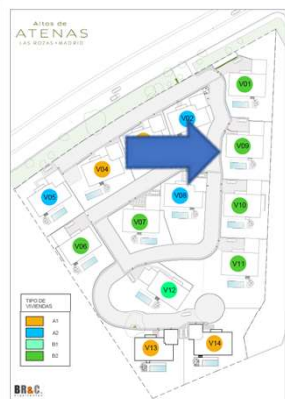 Altos de
ATENAS
LAS ROZAS • MADRID
V01
V02
V09
V04
V05
V08
V10
V07
V06
V11
V12
V13
V14
TIPO DE
VIVIENDAS
A1
A2
B1
B2
BR&C.